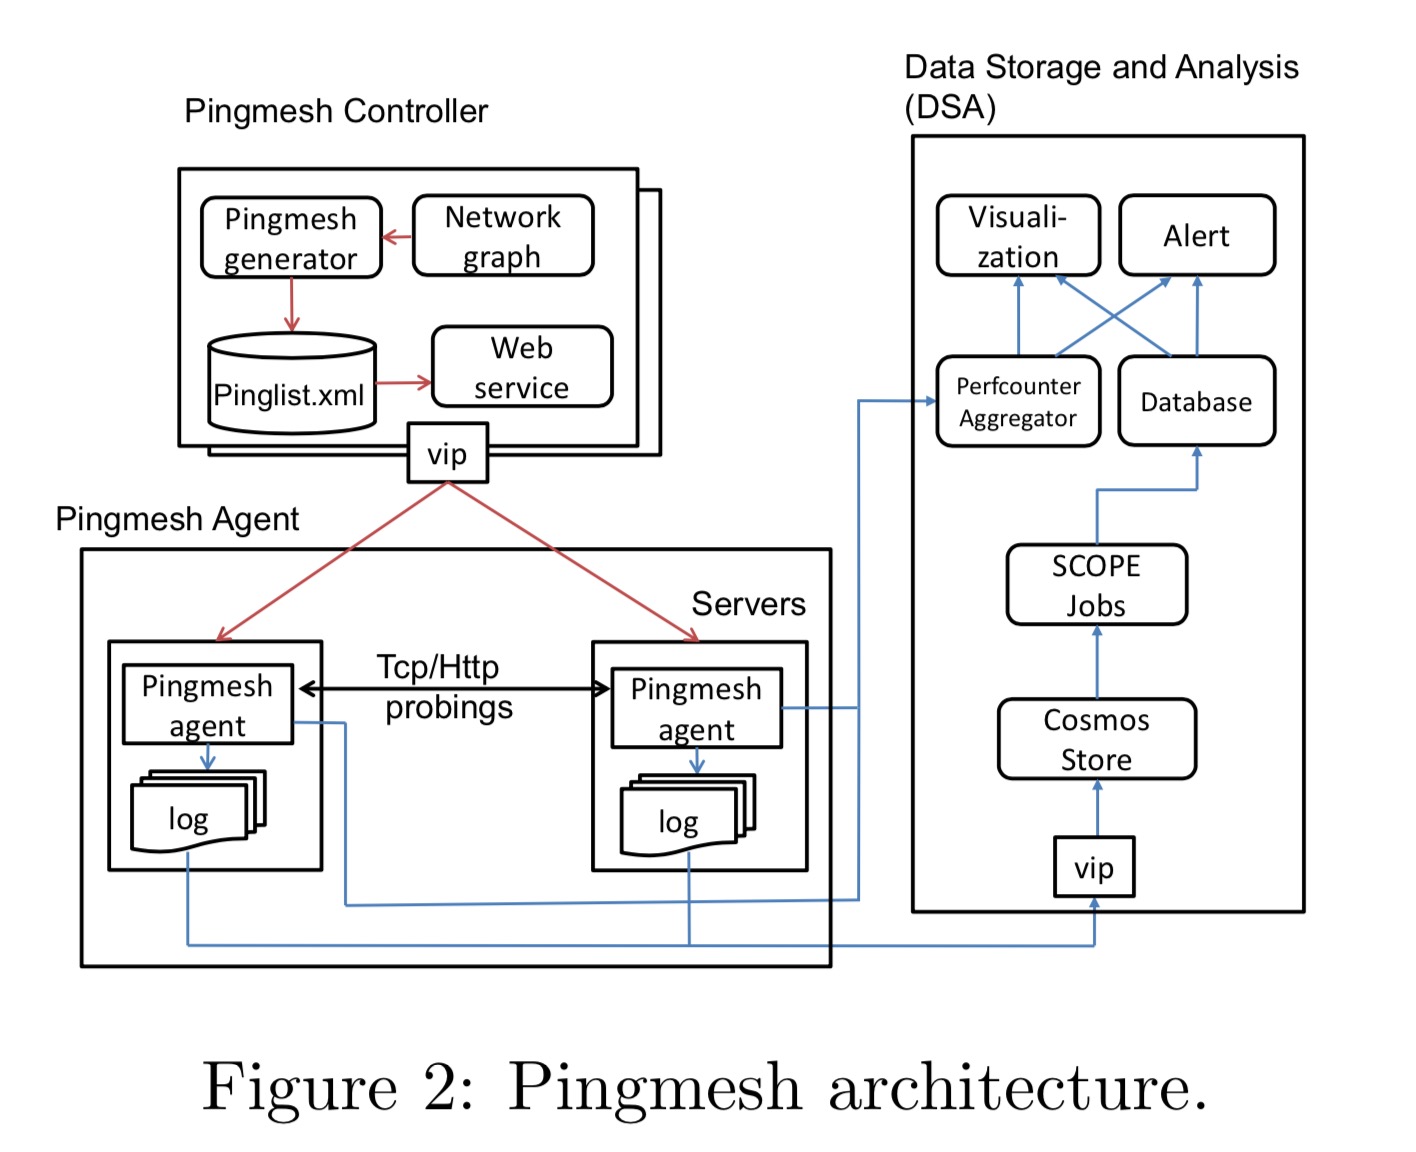 Pingmesh Controller
Pingmesh
generator
Network
graph
Pinglist.xml
Web
service
vip
Pingmesh Agent
Servers
Pingmesh
agent
log
Tcp/Http
probings
Pingmesh
agent
log
Data Storage and Analysis
(DSA)
Visuali-
zation
Alert
Perfcounter
Aggregator
Database
SCOPE
Jobs
Cosmos
Store
vip
Figure 2: Pingmesh architecture.